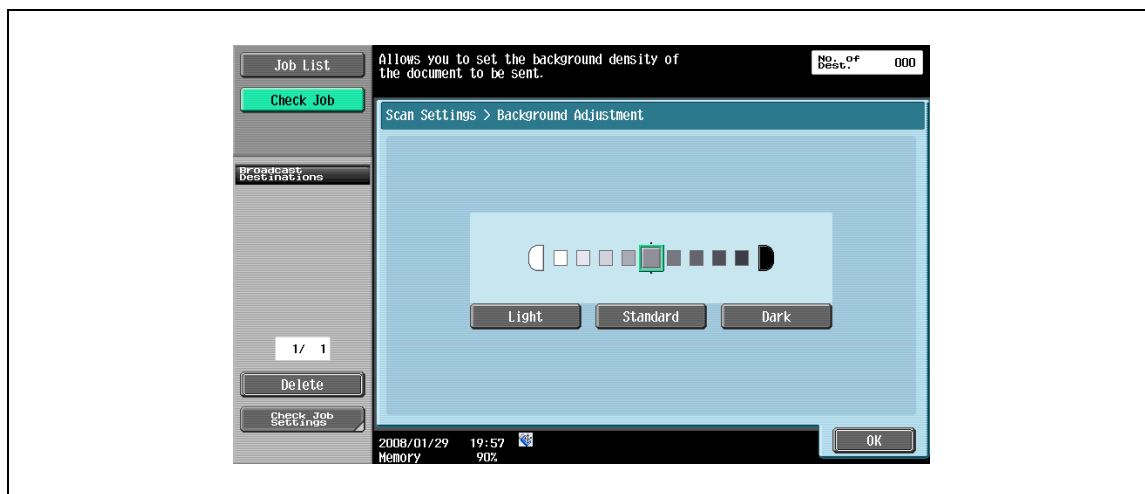 Job List
Check Job
Broadcast
Destinations
1/ 1
Delete
Check Job
Settings
Allows you to set the background density of
the document to be sent.
No. of
Dest.
000
Scan Settings > Background Adjustment
Light
Standard
Dark
2008/01/29 19:57
Memory 90%
OK